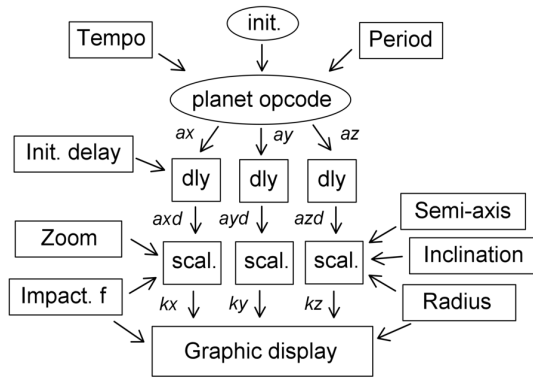 init.
Tempo
Period
planet opcode
ax
ay
az
Init. delay
dly
dly
dly
axd
ayd
azd
Semi-axis
Zoom
scal.
scal.
scal.
Inclination
Impact. f
kx
ky
kz
Radius
Graphic display